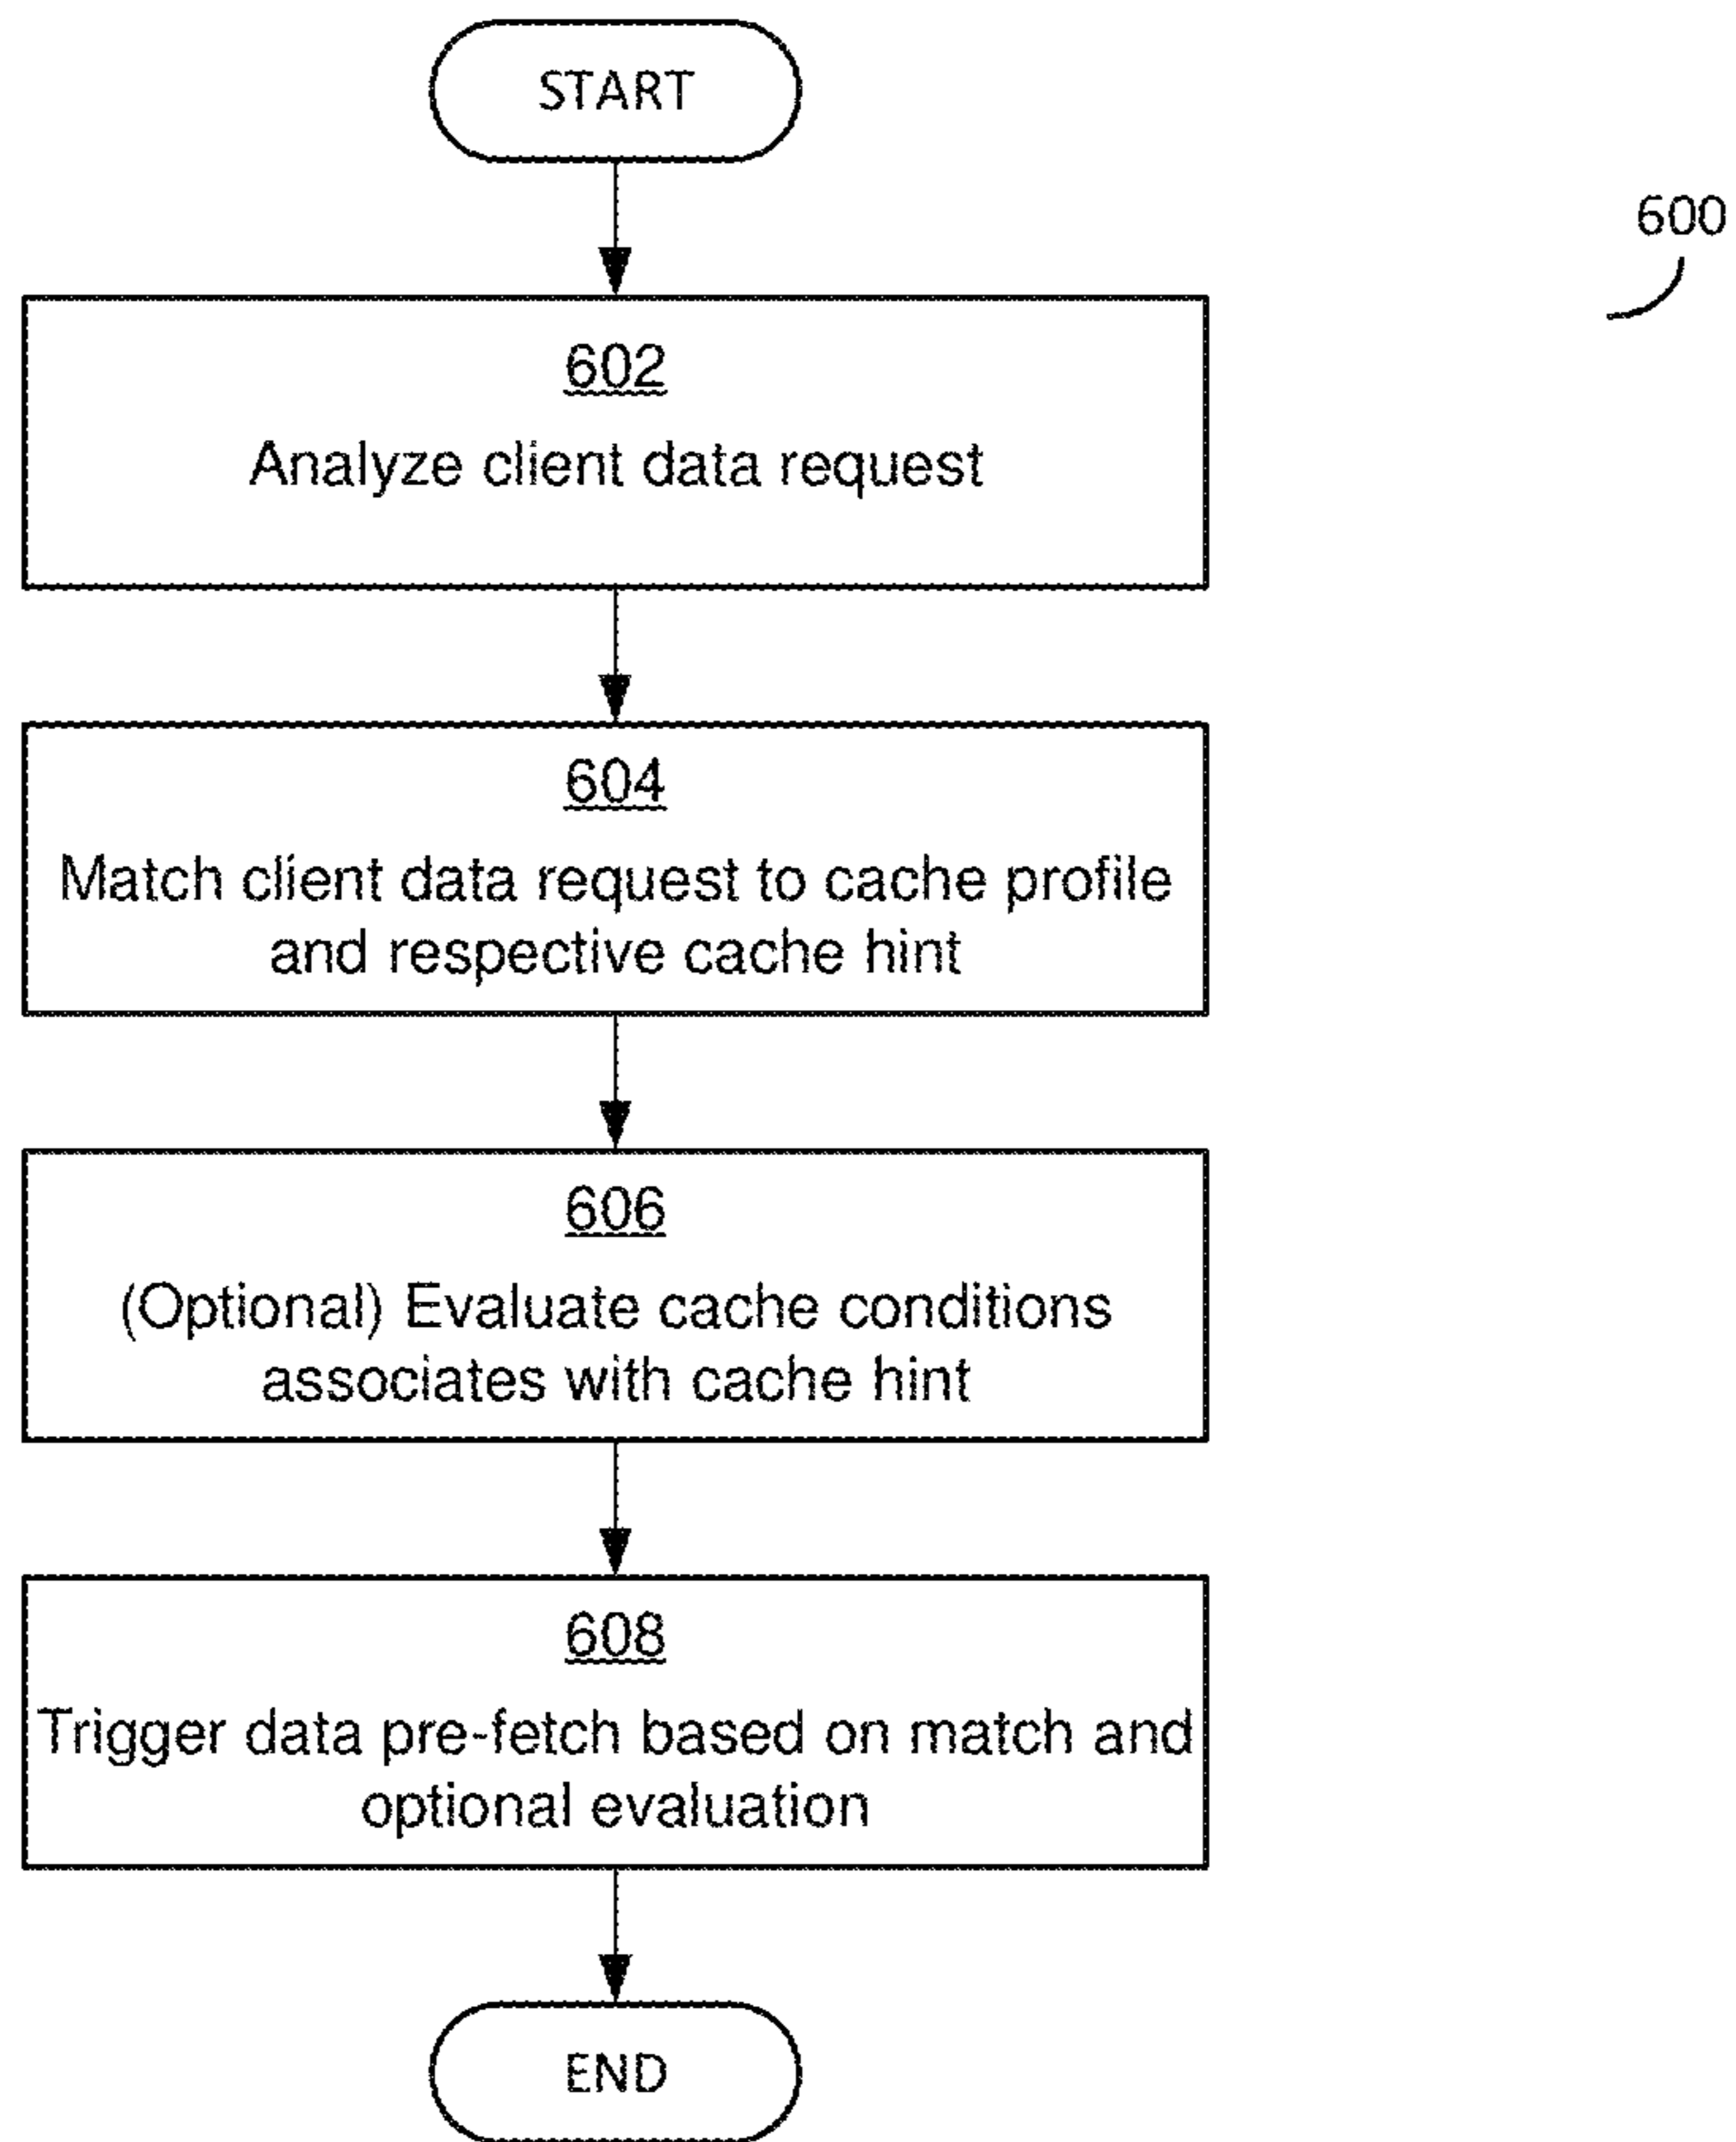 START
600
602
Analyze client data request
604
Match client data request to cache profile
and respective cache hint
606
(Optional) Evaluate cache conditions
associates with cache hint
608
Trigger data pre-fetch based on match and
optional evaluation
END